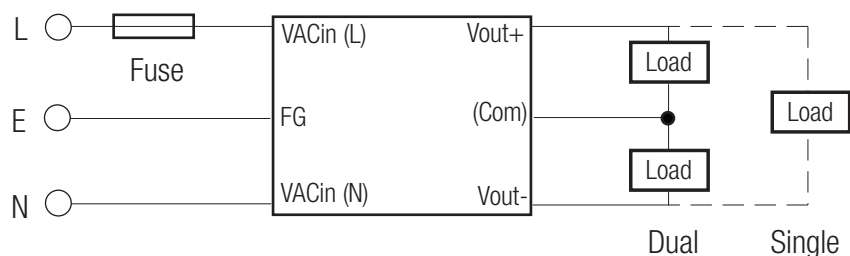 L
VACin (L)
Vout+
Fuse
Load
Load
E
FG
(Com)
Load
N
VACin (N)
Vout-
Dual
Single